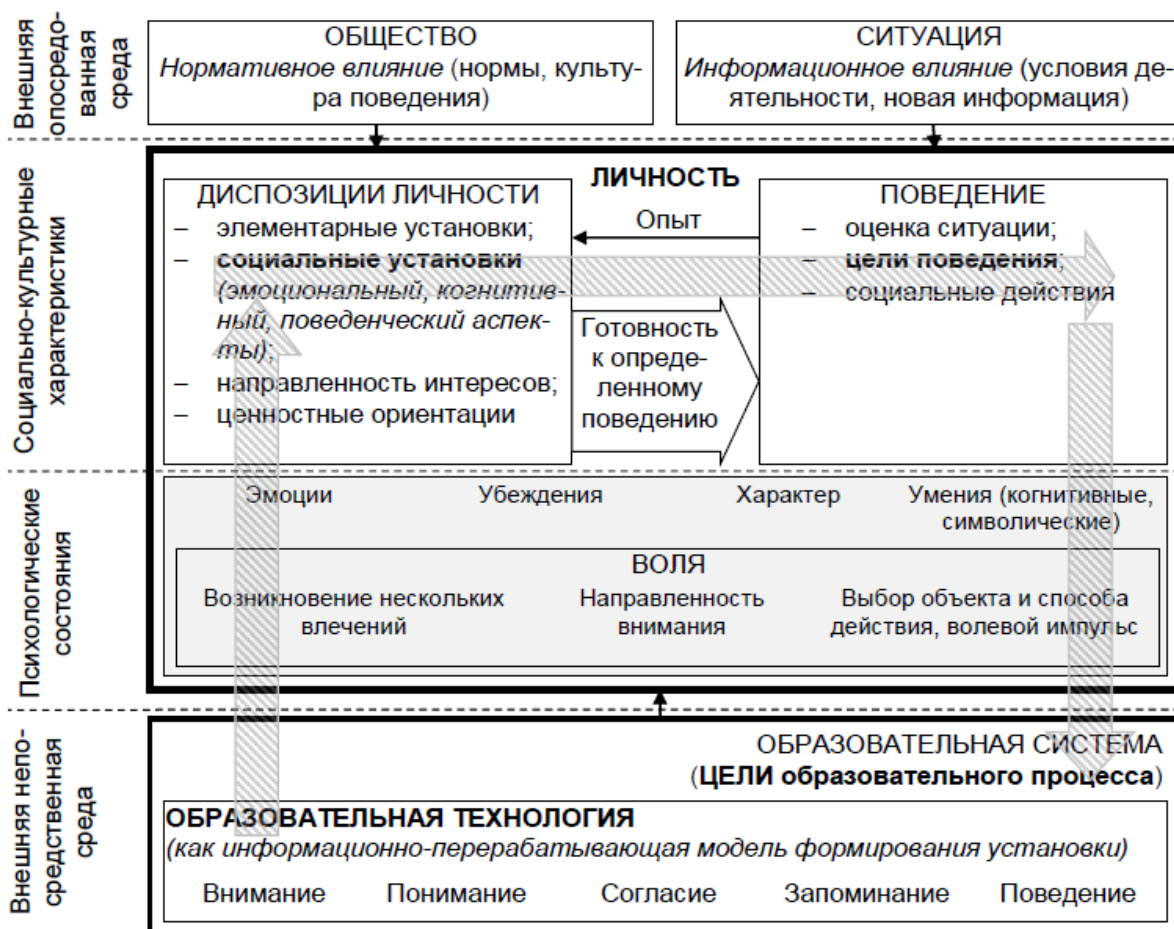 Внешняя
опосредо-
ванная
среда
ОБЩЕСТВО
Нормативное влияние (нормы, культу-
ра поведения)
СИТУАЦИЯ
Информационное влияние (условия де-
ятельности, новая информация)
Социально-культурные
характеристики
ЛИЧНОСТЬ
ДИСПОЗИЦИИ ЛИЧНОСТИ
– элементарные установки;
– социальные установки
(эмоциональный, когнитив-
ный, поведенческий аспек-
ты);
– направленность интересов;
– ценностные ориентации
Опыт
Готовность
к опреде-
ленному
поведению
ПОВЕДЕНИЕ
– оценка ситуации;
– цели поведения;
– социальные действия
Психологические
состояния
Эмоции
Убеждения
Характер
Умения (когнитивные,
символические)
ВОЛЯ
Возникновение нескольких
влечений
Направленность
внимания
Выбор объекта и способа
действия, волевой импульс
Внешняя непо-
средственная
среда
ОБРАЗОВАТЕЛЬНАЯ СИСТЕМА
(ЦЕЛИ образовательного процесса)
ОБРАЗОВАТЕЛЬНАЯ ТЕХНОЛОГИЯ
(как информационно-перерабатывающая модель формирования установки)
Внимание
Понимание
Согласие
Запоминание
Поведение